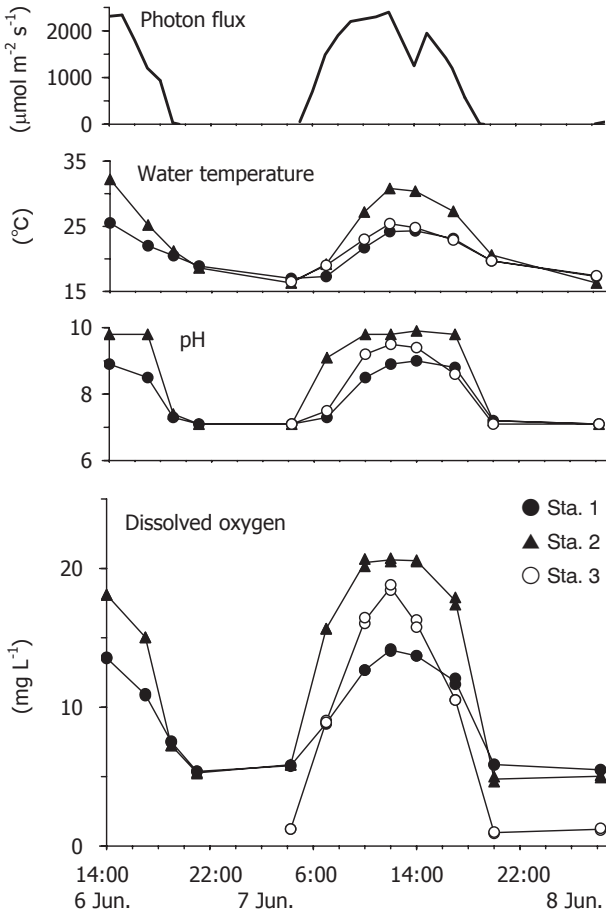 Photon flux
(μmol m-2 s-1)
2000
1000
0
Water temperature
(°C)
35
25
15
pH
10
8
6
Dissolved oxygen
(mg L-1)
20
10
0
Sta. 1
Sta. 2
Sta. 3
14:00 22:00 6:00 14:00 22:00
6 Jun. 7 Jun. 8 Jun.